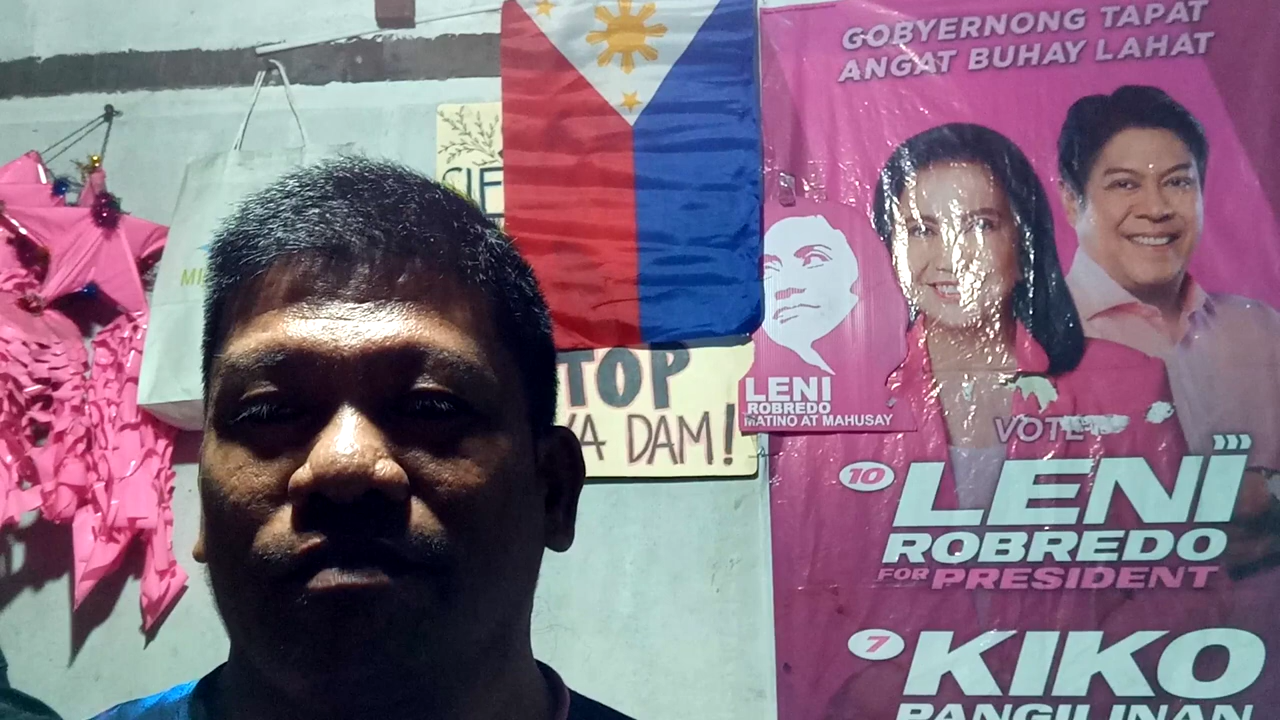 GOBYERNONG TAPAT
ANGAT BUHAY LAHAT
LENI
ROBREDO
MATINO AT MAHUSAY
TOP
A DAM!
VOTE
10
LENI
ROBREDO
FOR PRESIDENT
7
KIKO
PANGILINAN